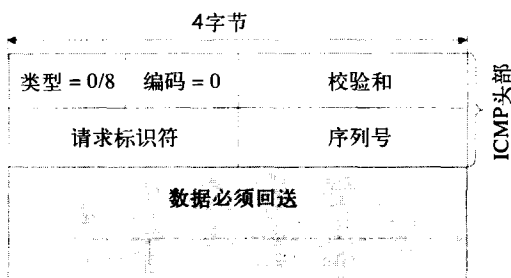 4字节
类型 = 0/8 编码 = 0 校验和
请求标识符 序列号
ICMP头部
数据必须回送